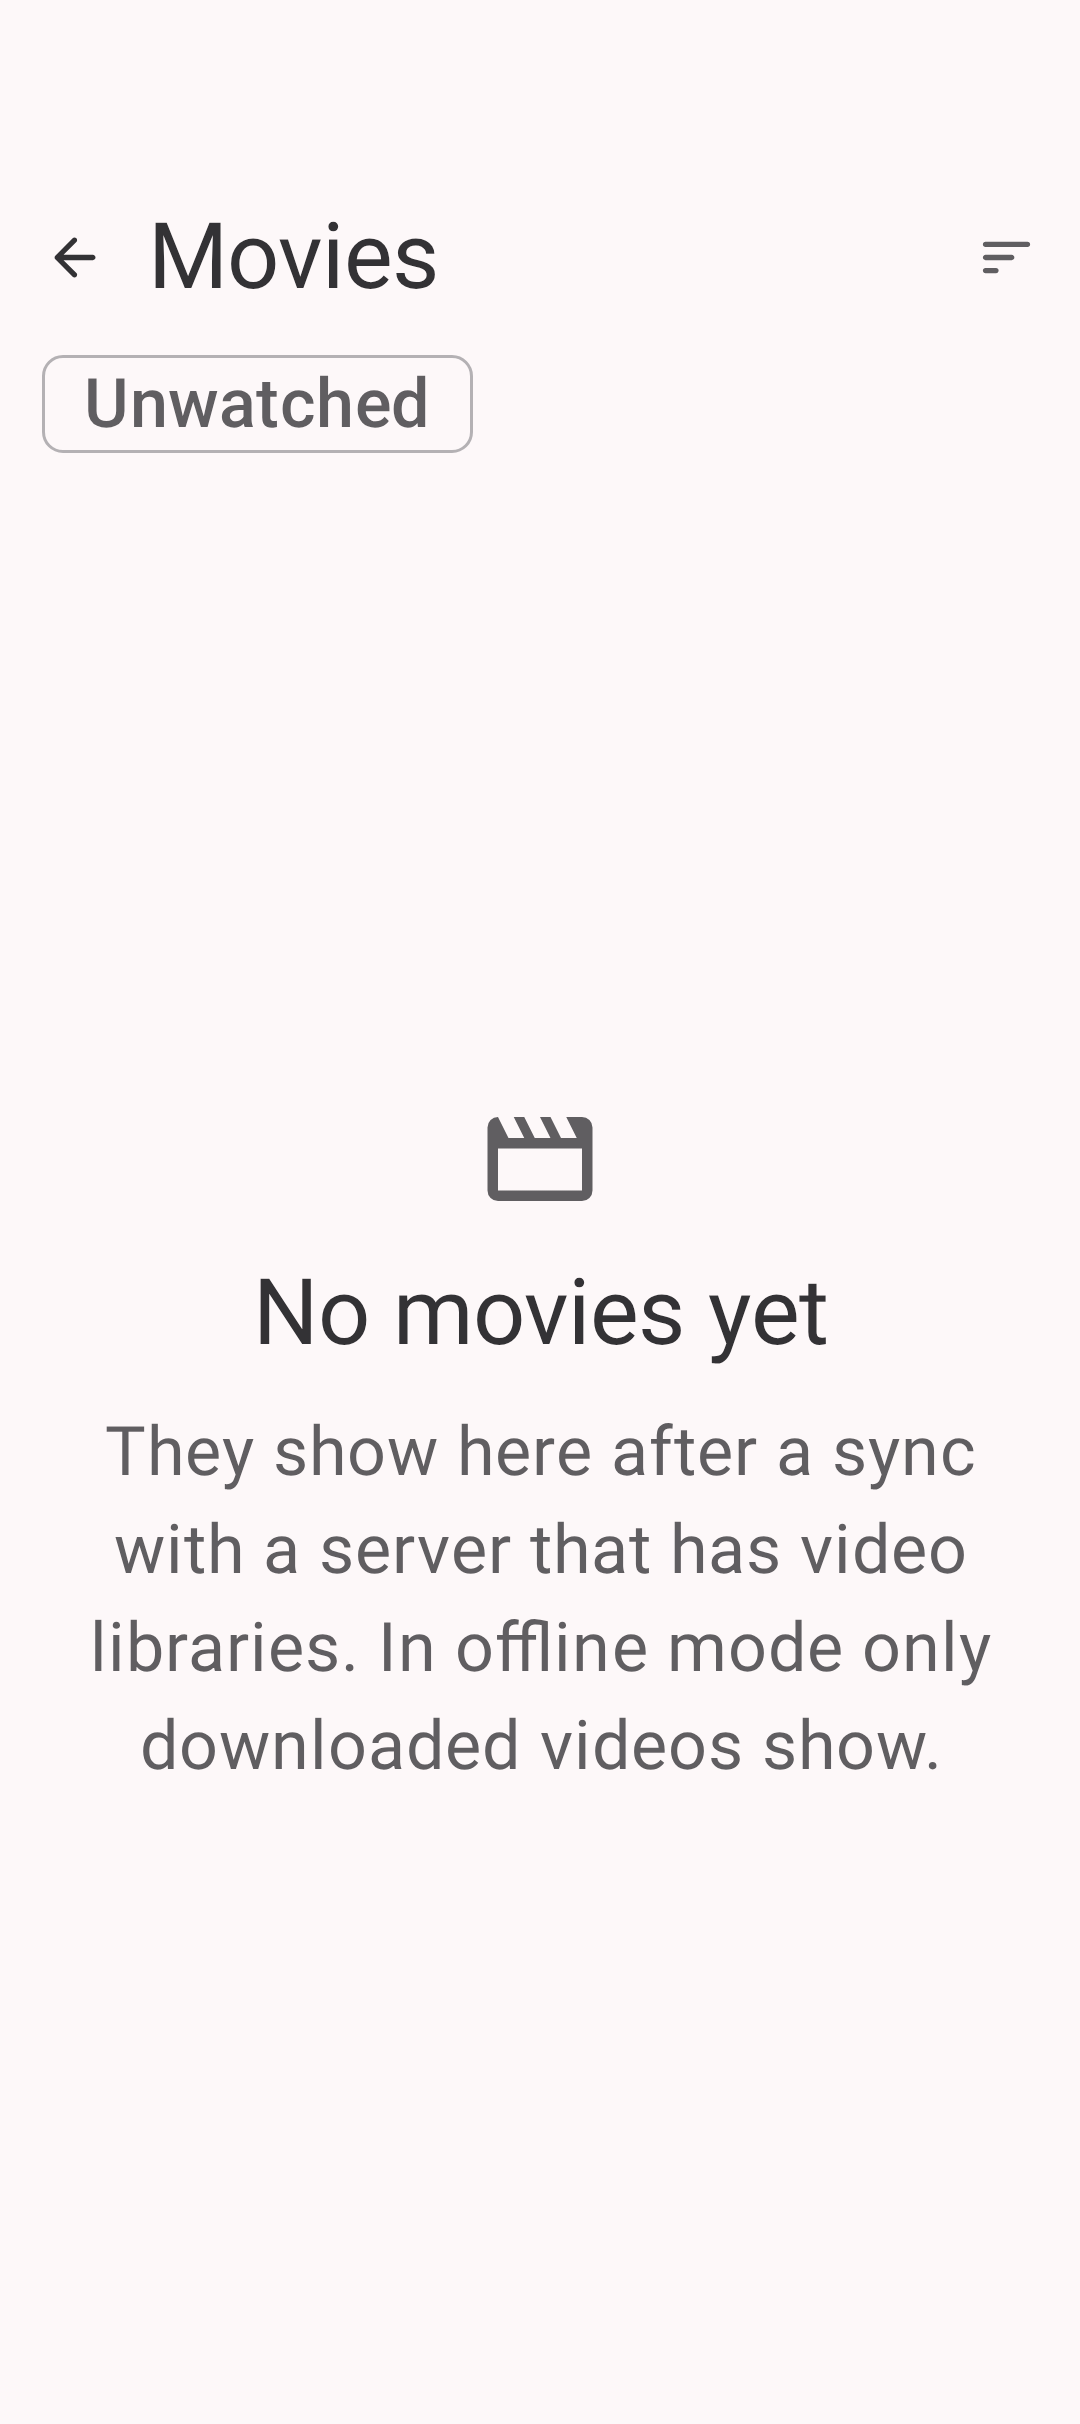 Movies
Unwatched
No movies yet
They show here after a sync
with a server that has video
libraries. In offline mode only
downloaded videos show.